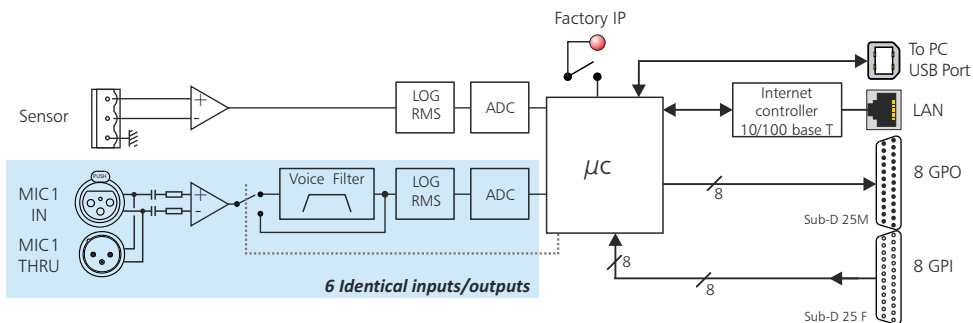 Factory IP
To PC
USB Port
Sensor
+
−
LOG
RMS
ADC
Internet
controller
10/100 base T
LAN
μc
MIC1
IN
PUSH
+
-
Voice Filter
LOG
RMS
ADC
8
8 GPO
Sub-D 25M
MIC1
THRU
8
8
8 GPI
6 Identical inputs/outputs
Sub-D 25 F